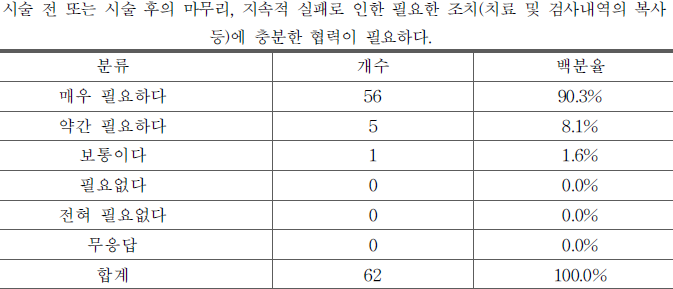 시술 전 또는 시술 후의 마무리, 지속적 실패로 인한 필요한 조치(치료 및 검사내역의 복사
등)에 충분한 협력이 필요하다.
분류 개수 백분율
매우 필요하다 56 90.3%
약간 필요하다 5 8.1%
보통이다 1 1.6%
필요없다 0 0.0%
전혀 필요없다 0 0.0%
무응답 0 0.0%
합계 62 100.0%